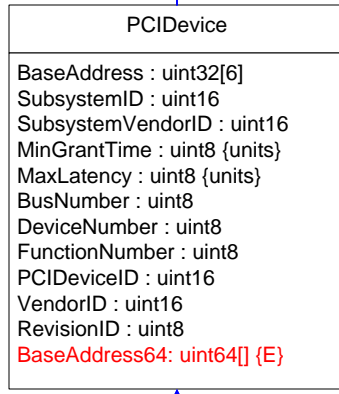 PCIDevice
BaseAddress : uint32[6]
SubsystemID : uint16
SubsystemVendorID : uint16
MinGrantTime : uint8 {units}
MaxLatency : uint8 {units}
BusNumber : uint8
DeviceNumber : uint8
FunctionNumber : uint8
PCIDeviceID : uint16
VendorID : uint16
RevisionID : uint8
BaseAddress64: uint64[] {E}